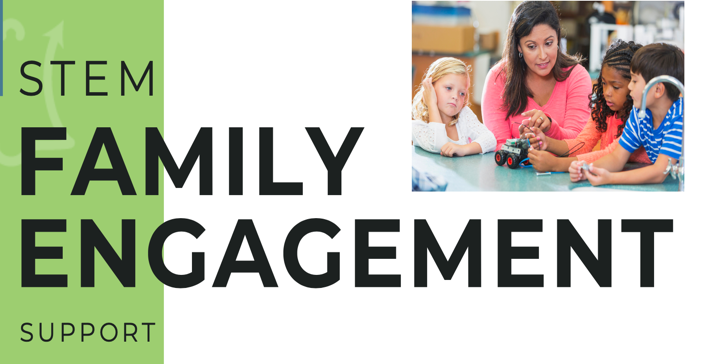 STEM
FAMILY
ENGAGEMENT
SUPPORT